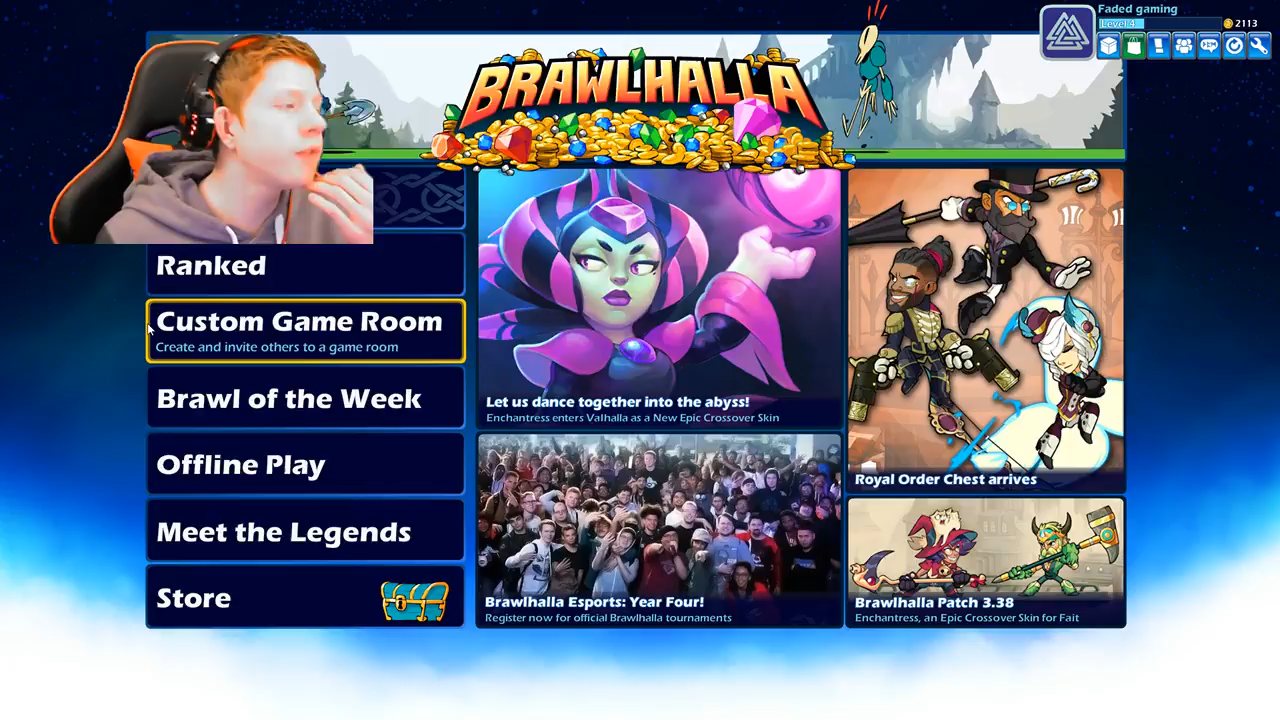 Faded gaming
Level 4
2113
BRAWLHALLA
Ranked
Custom Game Room
Create and invite others to a game room
Brawl of the Week
Offline Play
Meet the Legends
Store
Let us dance together into the abyss!
Enchantress enters Valhalla as a New Epic Crossover Skin
Brawlhalla Esports: Year Four!
Register now for official Brawlhalla tournaments
Royal Order Chest arrives
Brawlhalla Patch 3.38
Enchantress, an Epic Crossover Skin for Fait